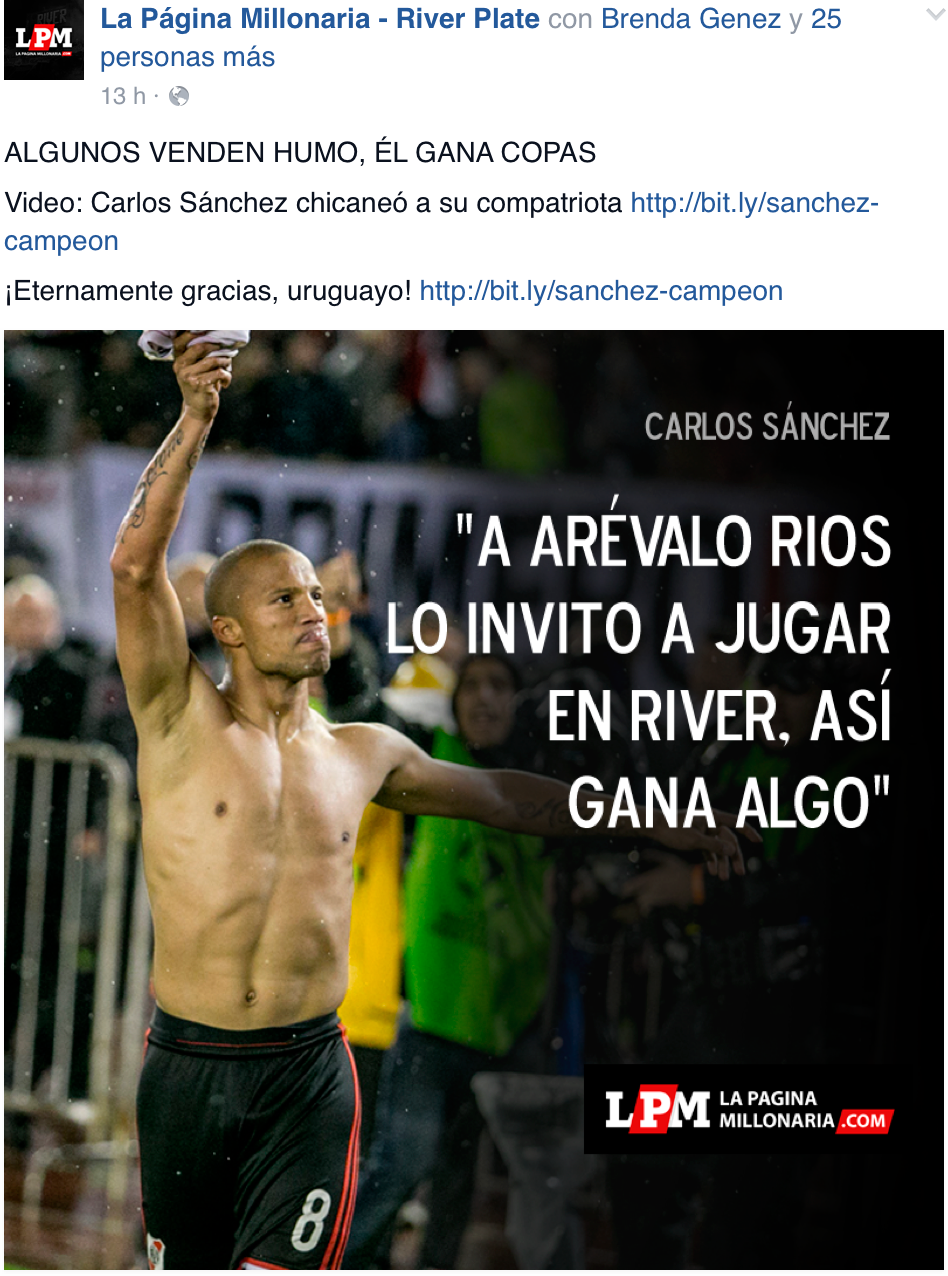 RIVER
LPM
LA PAGINA MILLONARIA .COM
La Página Millonaria - River Plate con Brenda Genez y 25
personas más
13 h ·
ALGUNOS VENDEN HUMO, ÉL GANA COPAS
Video: Carlos Sánchez chicaneó a su compatriota http://bit.ly/sanchez-
campeon
¡Eternamente gracias, uruguayo! http://bit.ly/sanchez-campeon
CARLOS SÁNCHEZ
"A ARÉVALO RIOS
LO INVITO A JUGAR
EN RIVER, ASÍ
GANA ALGO"
LPM LA PAGINA
MILLONARIA .COM
8